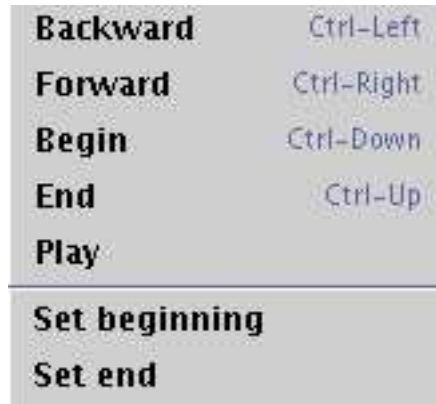 Backward Ctrl-Left
Forward Ctrl-Right
Begin Ctrl-Down
End Ctrl-Up
Play
Set beginning
Set end